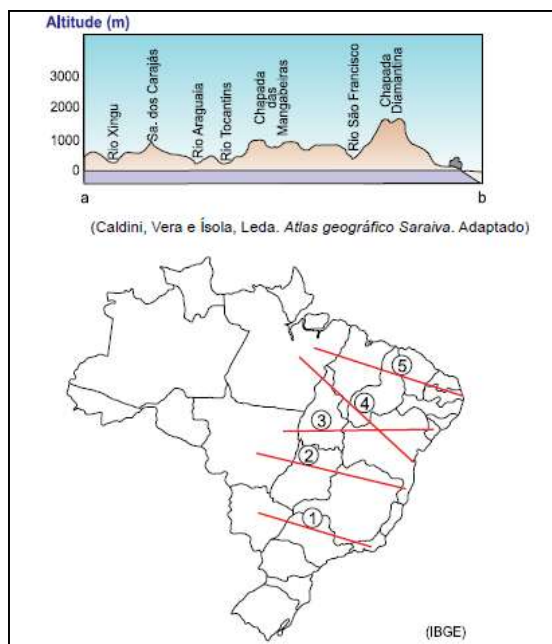 Altitude (m)
3000
2000
1000
0
Rio Xingu
Sa. dos Carajás
Rio Araguaia
Rio Tocantins
Chapada
das
Mangabeiras
Rio São Francisco
Chapada
Diamantina
a
b
(Caldini, Vera e Ísola, Leda. Atlas geográfico Saraiva. Adaptado)
5
4
3
2
1
(IBGE)